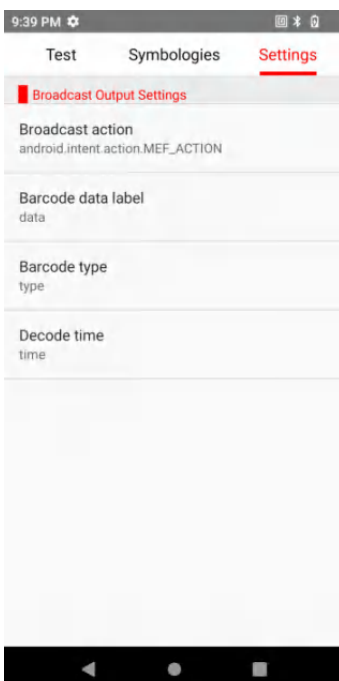 9:39 PM
Test Symbologies Settings
Broadcast Output Settings
Broadcast action
android.intent.action.MEF_ACTION
Barcode data label
data
Barcode type
type
Decode time
time